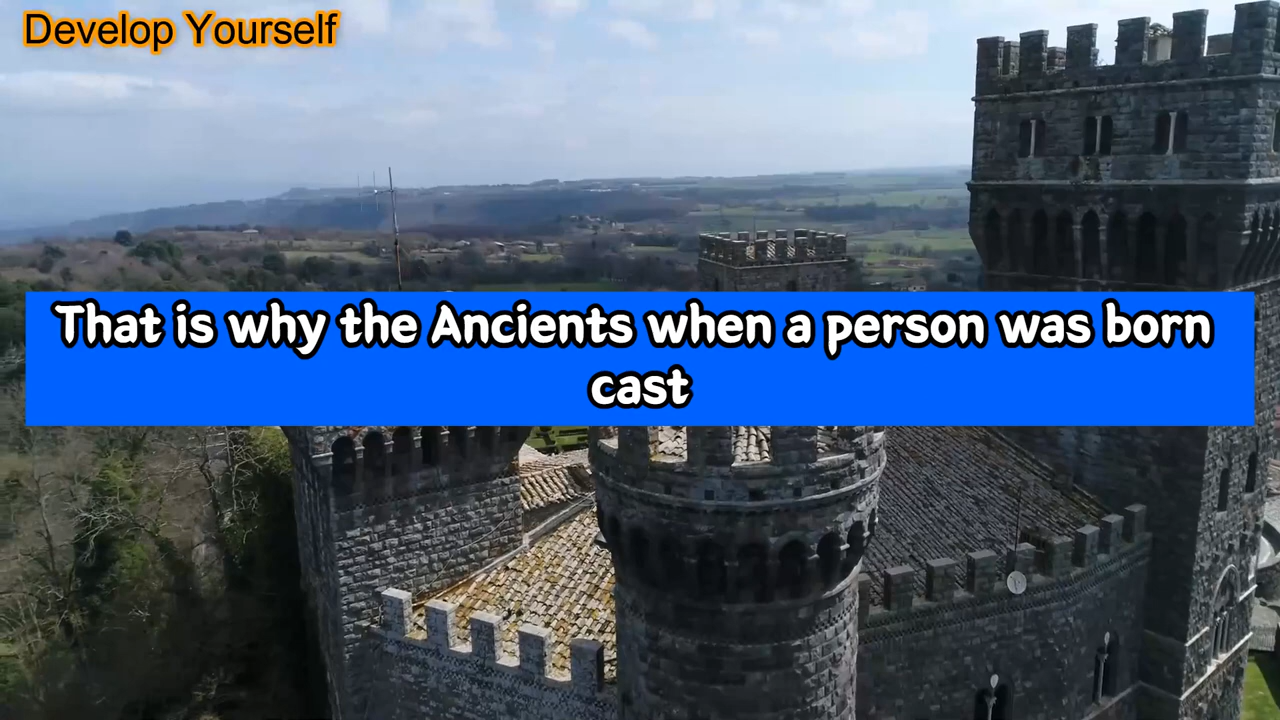 Develop Yourself
That is why the Ancients when a person was born
cast